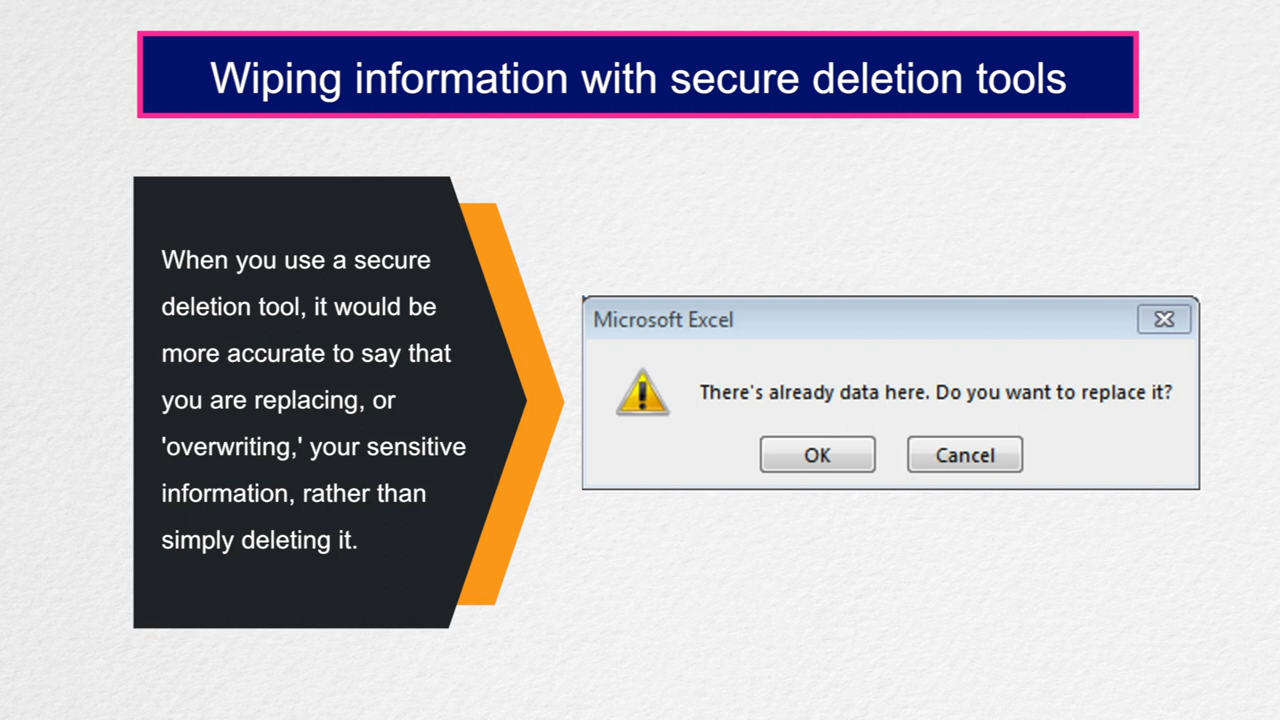 Wiping information with secure deletion tools
When you use a secure
deletion tool, it would be
more accurate to say that
you are replacing, or
'overwriting,' your sensitive
information, rather than
simply deleting it.
Microsoft Excel
There's already data here. Do you want to replace it?
OK
Cancel